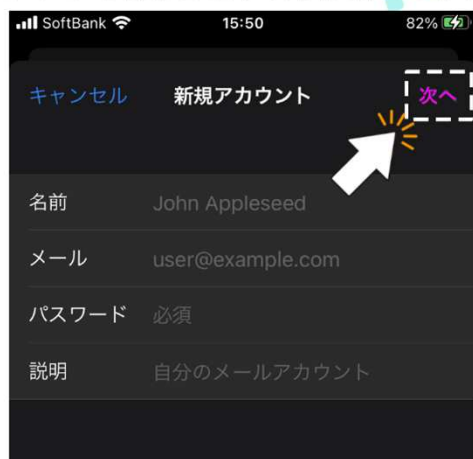 SoftBank 15:50 82%
キャンセル 新規アカウント 次へ
名前 John Appleseed
メール user@example.com
パスワード 必須
説明 自分のメールアカウント